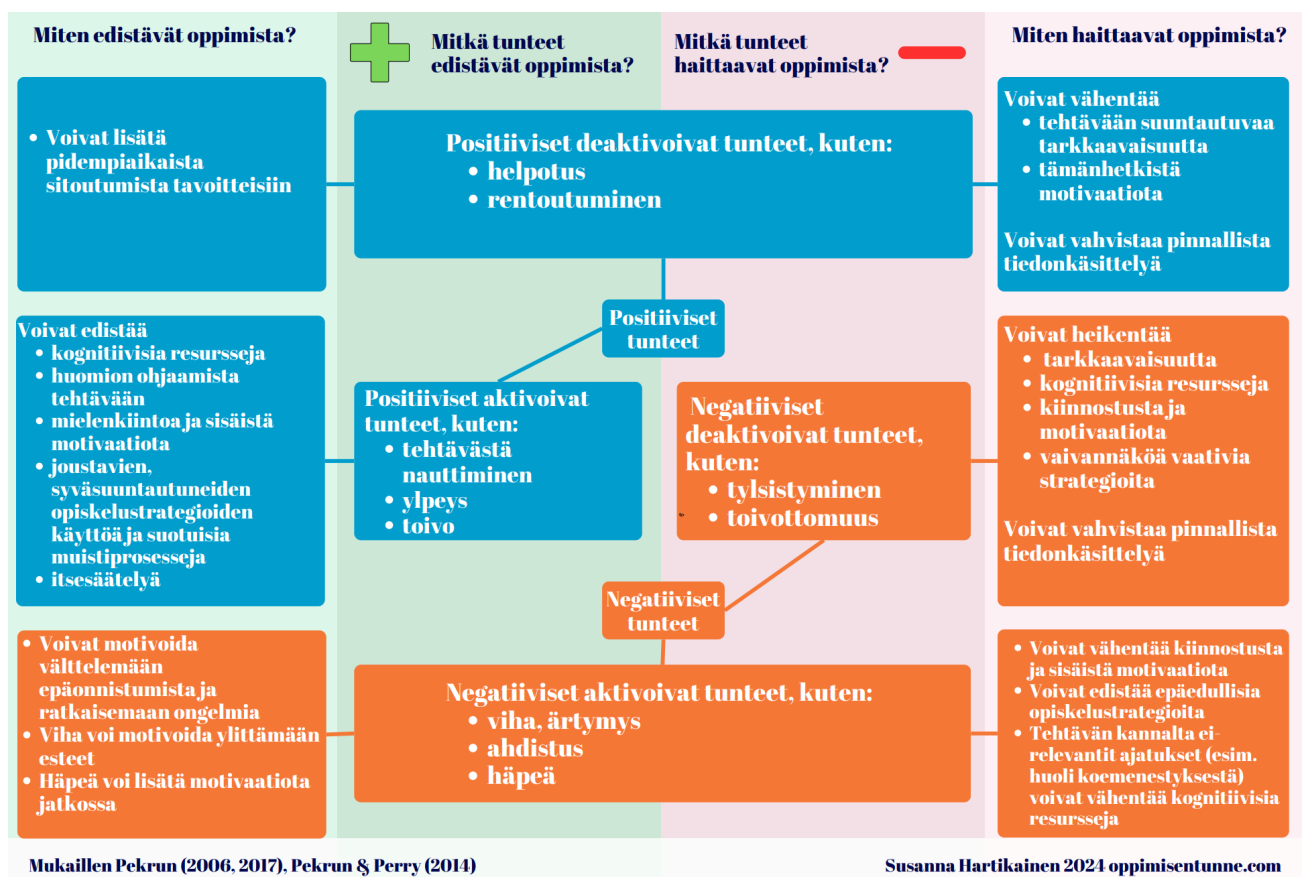 Miten edistävät oppimista?
Mitkä tunteet
edistävät oppimista?
Mitkä tunteet
haittaavat oppimista?
Miten haittaavat oppimista?
• Voivat lisätä
pidempiaikaista
sitoutumista tavoitteisiin
Positiiviset deaktivoivat tunteet, kuten:
• helpotus
• rentoutuminen
Voivat vähentää
• tehtävään suuntautuvaa
tarkkaavaisuutta
• tämänhetkistä
motivaatiota
Voivat vahvistaa pinnallista
tiedonkäsittelyä
Positiiviset
tunteet
Voivat edistää
• kognitiivisia resursseja
• huomion ohjaamista
tehtävään
• mielenkiintoa ja sisäistä
motivaatiota
• joustavien,
syväsuuntautuneiden
opiskelustrategioiden
käyttöä ja suotuisia
muistiprosesseja
• itsesäätelyä
Positiiviset aktivoivat
tunteet, kuten:
• tehtävästä
nauttiminen
• ylpeys
• toivo
Negatiiviset
deaktivoivat tunteet,
kuten:
• tylsistyminen
• toivottomuus
Voivat heikentää
• tarkkaavaisuutta
• kognitiivisia resursseja
• kiinnostusta ja
motivaatiota
• vaivannäköä vaativia
strategioita
Voivat vahvistaa pinnallista
tiedonkäsittelyä
Negatiiviset
tunteet
• Voivat motivoida
välttelemään
epäonnistumista ja
ratkaisemaan ongelmia
• Viha voi motivoida ylittämään
esteet
• Häpeä voi lisätä motivaatiota
jatkossa
Negatiiviset aktivoivat tunteet, kuten:
• viha, ärtymys
• ahdistus
• häpeä
• Voivat vähentää kiinnostusta
ja sisäistä motivaatiota
• Voivat edistää epäedullisia
opiskelustrategioita
• Tehtävän kannalta ei-
relevantit ajatukset (esim.
huoli koemenestyksestä)
voivat vähentää kognitiivisia
resursseja
Mukaillen Pekrun (2006, 2017), Pekrun & Perry (2014)
Susanna Hartikainen 2024 oppimisentunne.com